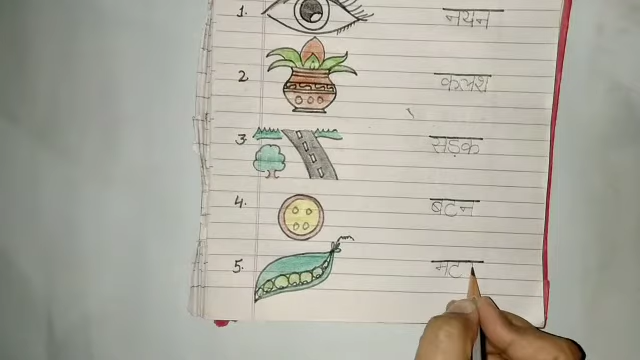 1. नयन
2. कलश
3. सड़क
4. बटन
5. मट